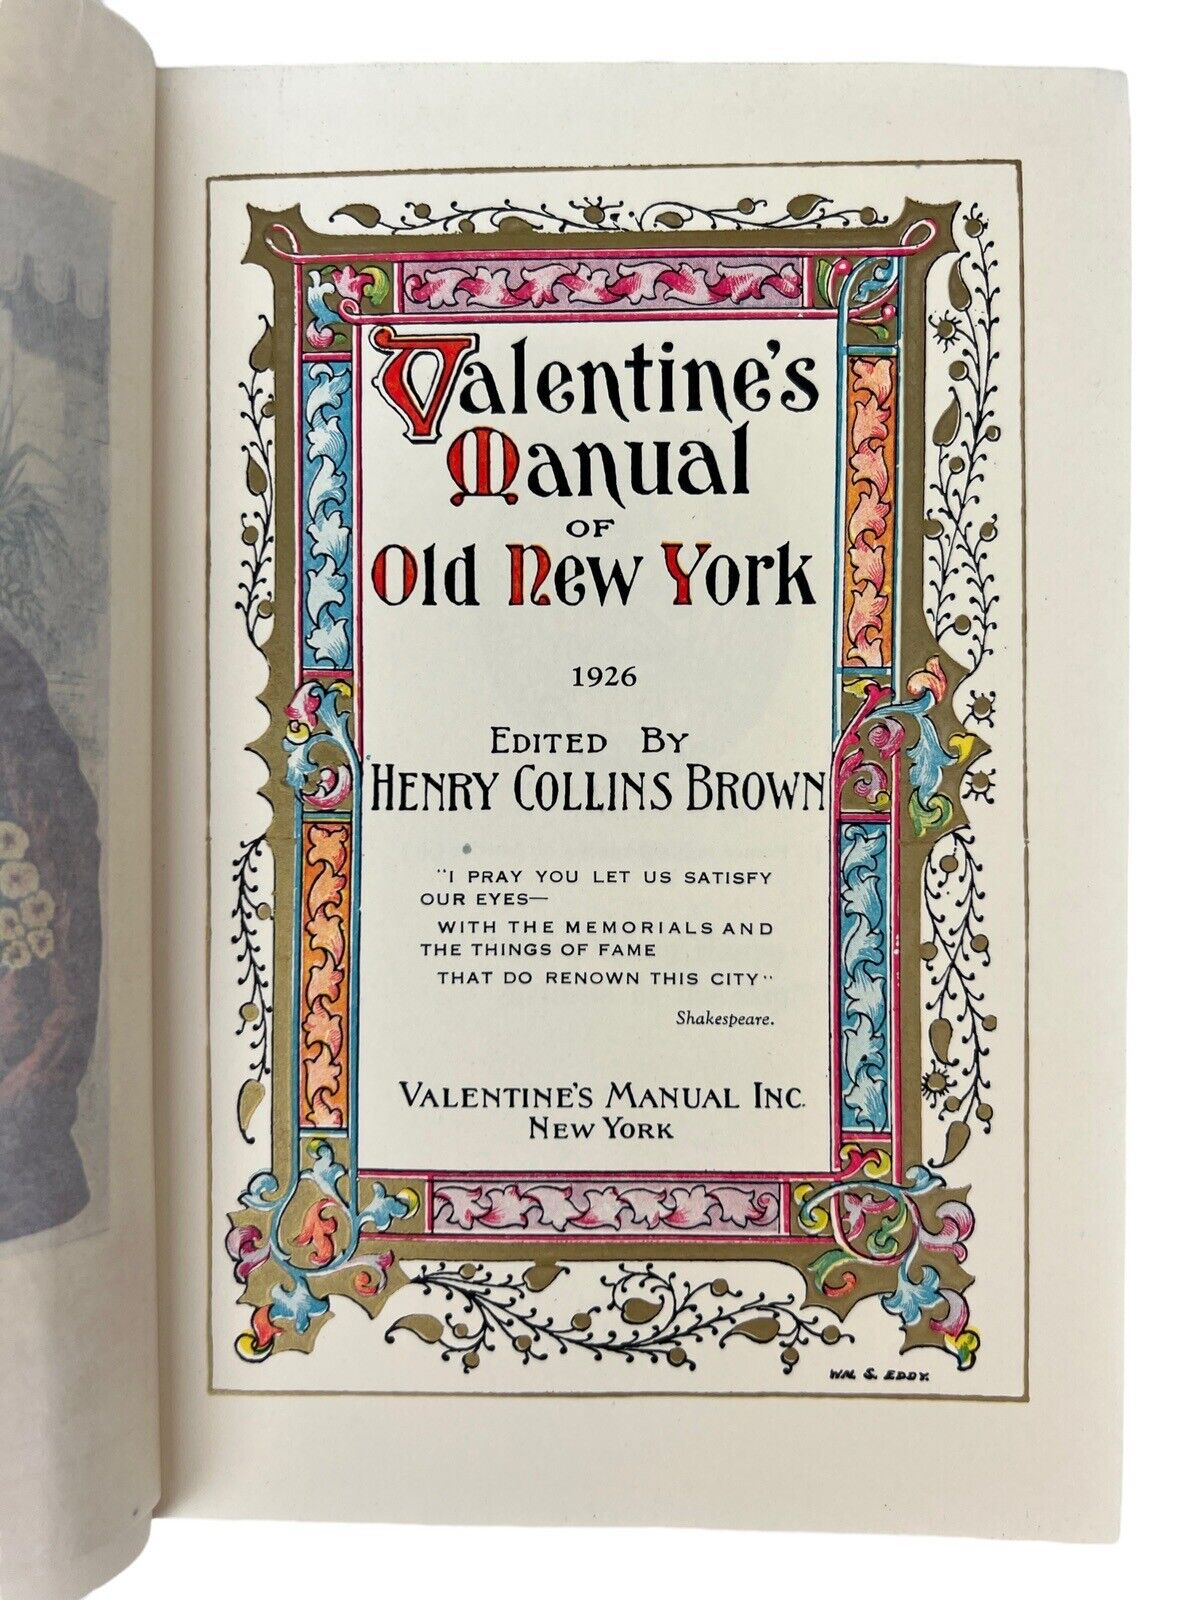 Valentine's
Manual
OF
Old New York
1926
EDITED BY
HENRY COLLINS BROWN
"I PRAY YOU LET US SATISFY
OUR EYES—
WITH THE MEMORIALS AND
THE THINGS OF FAME
THAT DO RENOWN THIS CITY"
Shakespeare.
VALENTINE'S MANUAL INC.
NEW YORK
WM. S. EDDY.